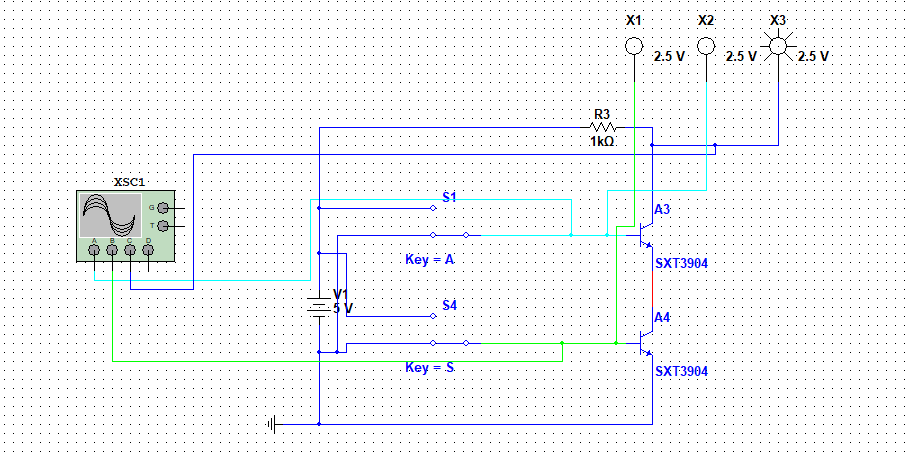 X1 X2 X3
2.5 V 2.5 V 2.5 V
R3
1kΩ
XSC1
G
T
A B C D
S1
A3
Key = A
SXT3904
V1
5 V
S4
A4
Key = S
SXT3904